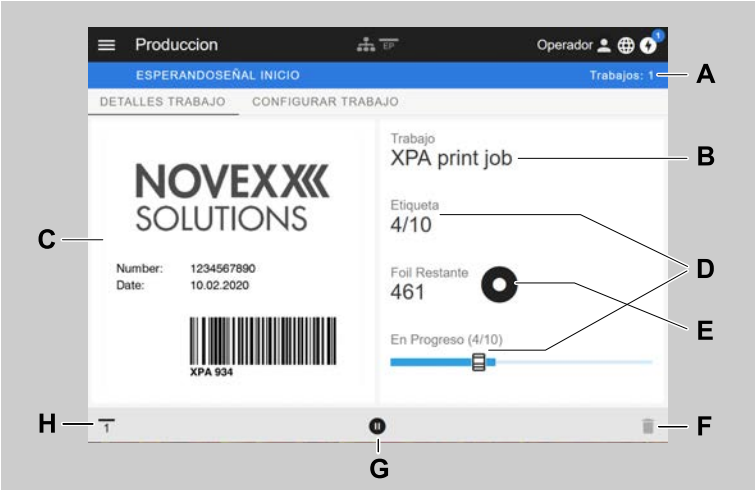 Produccion
EP
Operador
1
ESPERANDOSEÑAL INICIO
Trabajos: 1
A
DETALLES TRABAJO
CONFIGURAR TRABAJO
Trabajo
XPA print job
B
NOVEXX
SOLUTIONS
Etiqueta
4/10
C
D
Number: 1234567890
Date: 10.02.2020
Foil Restante
461
E
En Progreso (4/10)
XPA 934
H
1
G
F